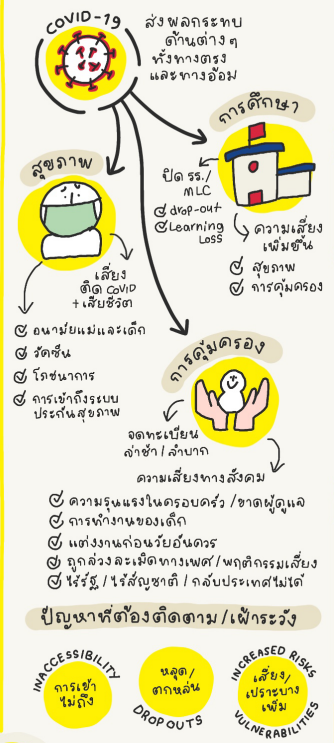 COVID-19
ส่งผลกระทบ
ด้านต่างๆ
ทั้งทางตรง
และทางอ้อม
การศึกษา
ปิด รร./
MLC
drop-out
Learning
Loss
ความเสี่ยง
เพิ่มขึ้น
สุขภาพ
การคุ้มครอง
สุขภาพ
เสี่ยง
ติด COVID
+ เสียชีวิต
อนามัยแม่และเด็ก
วัคซีน
โภชนาการ
การเข้าถึงระบบ
ประกันสุขภาพ
การคุ้มครอง
จดทะเบียน
ล่าช้า/ลำบาก
ความเสี่ยงทางสังคม
ความรุนแรงในครอบครัว /ขาดผู้ดูแล
การทำงานของเด็ก
แต่งงานก่อนวัยอันควร
ถูกล่วงละเมิดทางเพศ/พฤติกรรมเสี่ยง
ไร้รัฐ / ไร้สัญชาติ / กลับประเทศไม่ได้
ปัญหาที่ต้องติดตาม/เฝ้าระวัง
INACCESSIBILITY
การเข้า
ไม่ถึง
หลุด/
ตกหล่น
DROPOUTS
INCREASED RISKS
เสี่ยง/
เปราะบาง
เพิ่ม
VULNERABILITIES